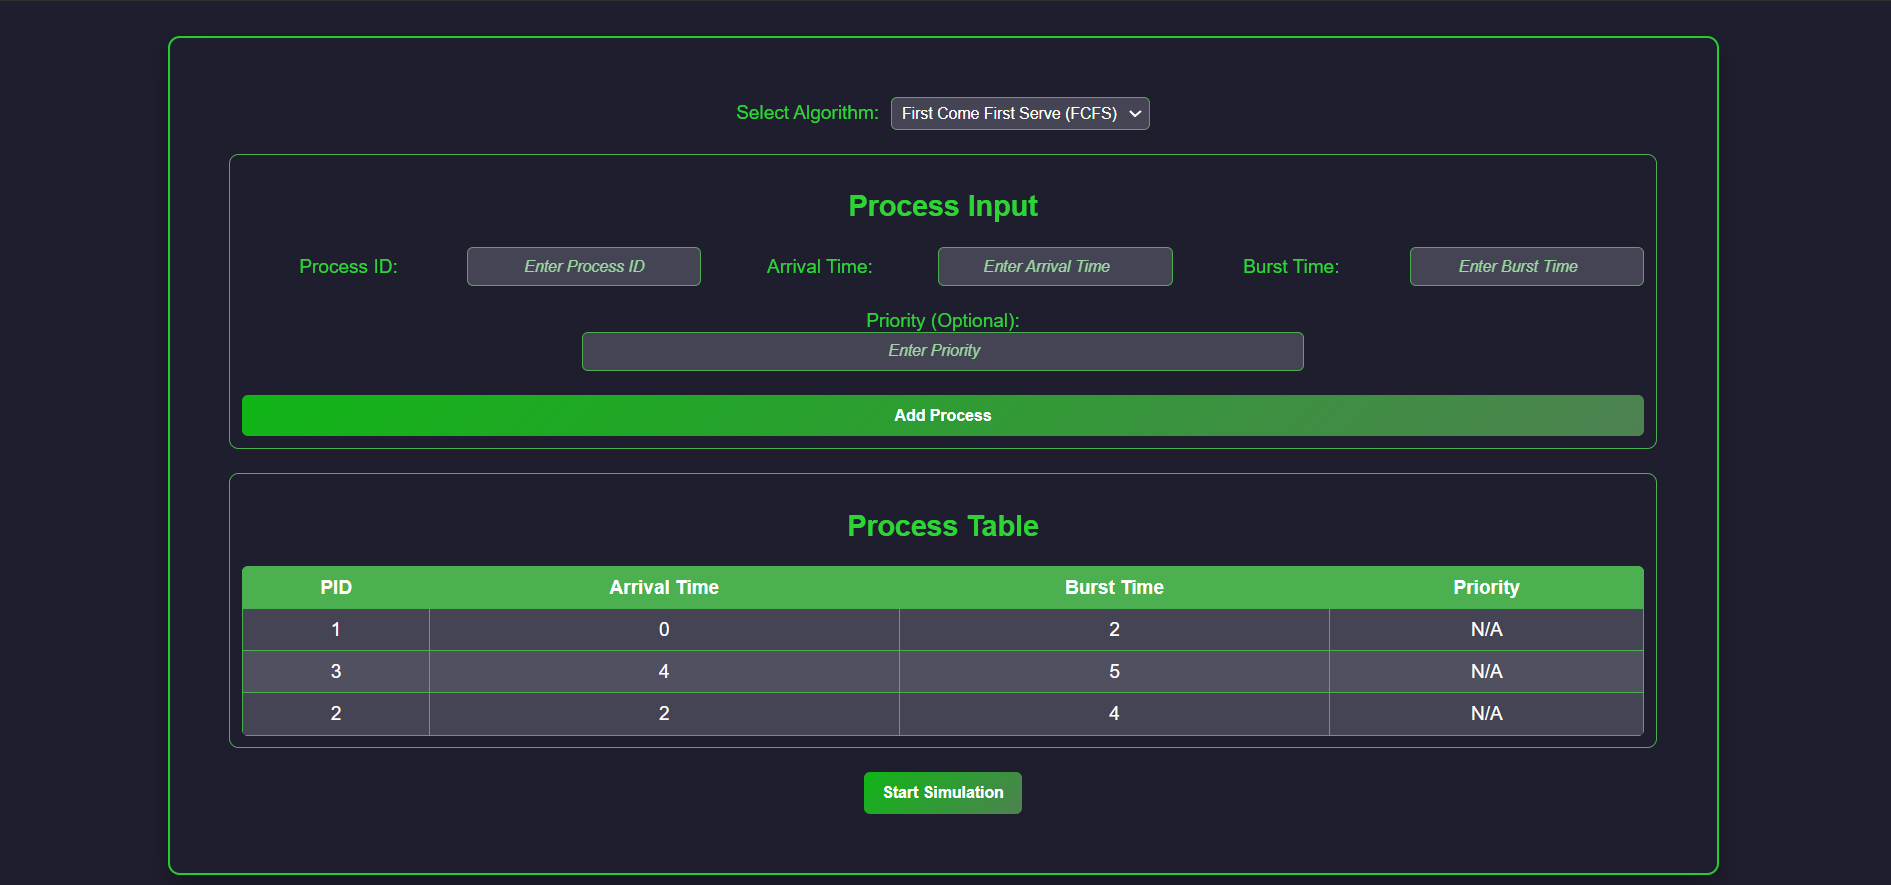 Select Algorithm: First Come First Serve (FCFS)
Process Input
Process ID: Enter Process ID Arrival Time: Enter Arrival Time Burst Time: Enter Burst Time
Priority (Optional):
Enter Priority
Add Process
Process Table
PID Arrival Time Burst Time Priority
1 0 2 N/A
3 4 5 N/A
2 2 4 N/A
Start Simulation